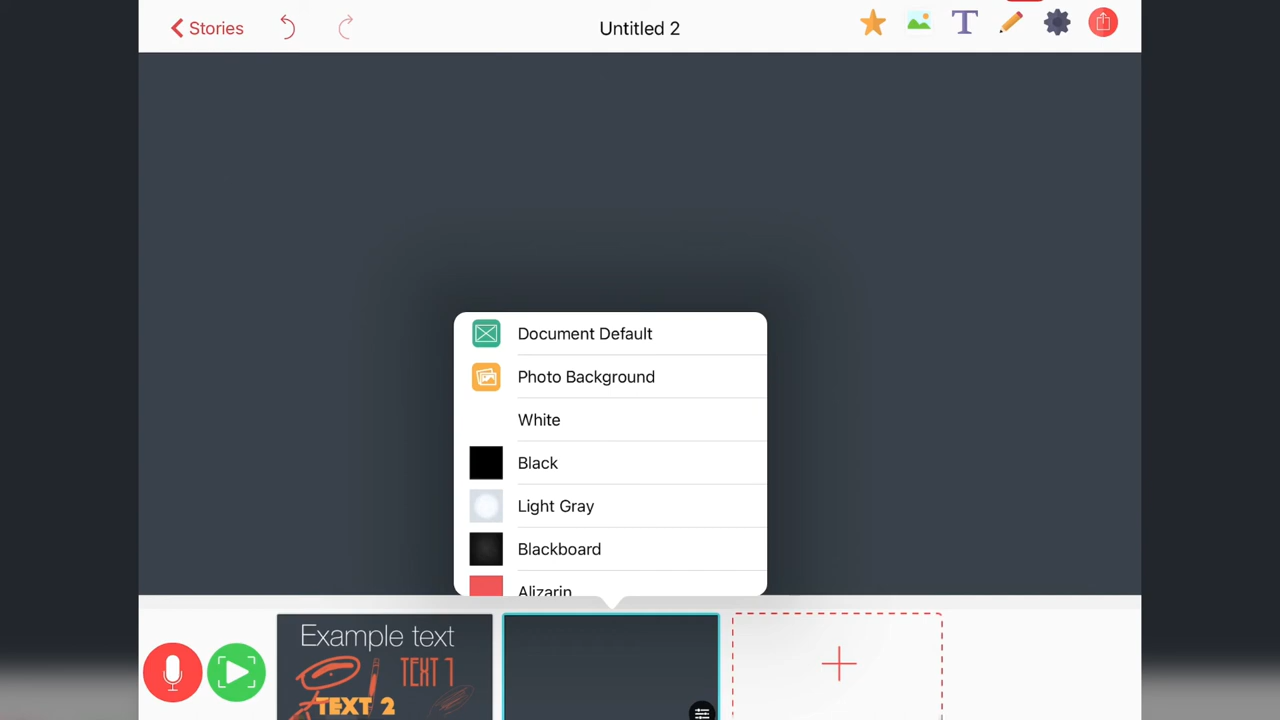 Stories
Untitled 2
T
Document Default
Photo Background
White
Black
Light Gray
Blackboard
Alizarin
Example text
TEXT 1
TEXT 2